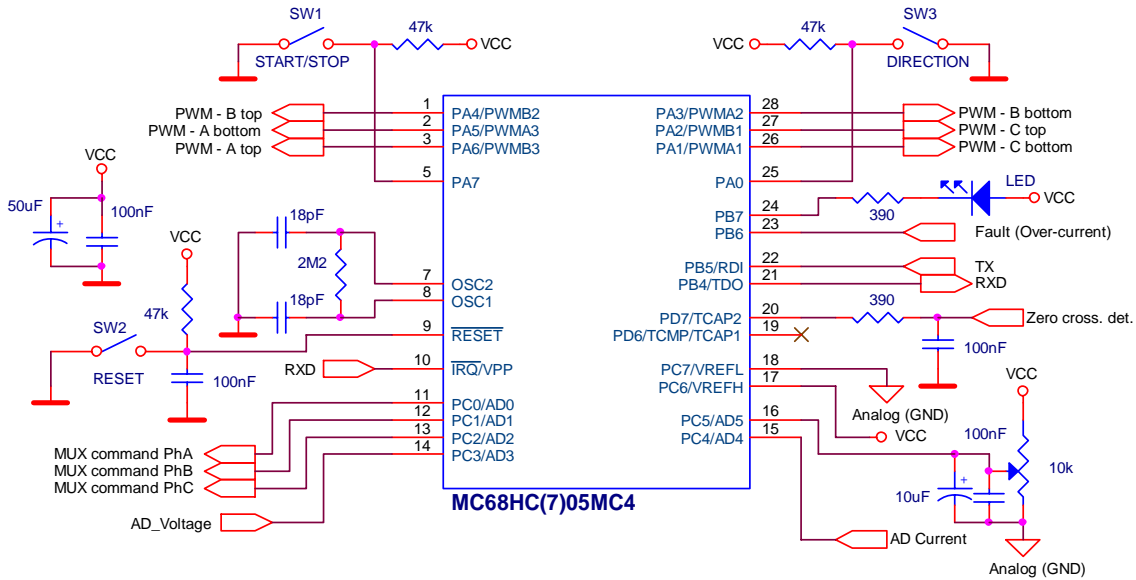 SW1
47k
VCC
START/STOP
SW3
47k
VCC
DIRECTION
PWM - B top
PWM - A bottom
PWM - A top
1
2
3
5
PA4/PWMB2
PA5/PWMA3
PA6/PWMB3
PA7
PA3/PWMA2
PA2/PWMB1
PA1/PWMA1
PA0
28
27
26
25
PWM - B bottom
PWM - C top
PWM - C bottom
VCC
50uF
+
100nF
18pF
2M2
18pF
7
8
OSC2
OSC1
PB7
PB6
24
23
390
LED
VCC
Fault (Over-current)
PB5/RDI
PB4/TDO
22
21
TX
RXD
VCC
47k
SW2
RESET
100nF
9
RESET
PD7/TCAP2
PD6/TCMP/TCAP1
20
19
390
100nF
Zero cross. det.
RXD
10
IRQ/VPP
PC7/VREFL
PC6/VREFH
18
17
Analog (GND)
VCC
MUX command PhA
MUX command PhB
MUX command PhC
AD_Voltage
11
12
13
14
PC0/AD0
PC1/AD1
PC2/AD2
PC3/AD3
PC5/AD5
PC4/AD4
16
15
VCC
100nF
10k
10uF
+
AD Current
Analog (GND)
MC68HC(7)05MC4